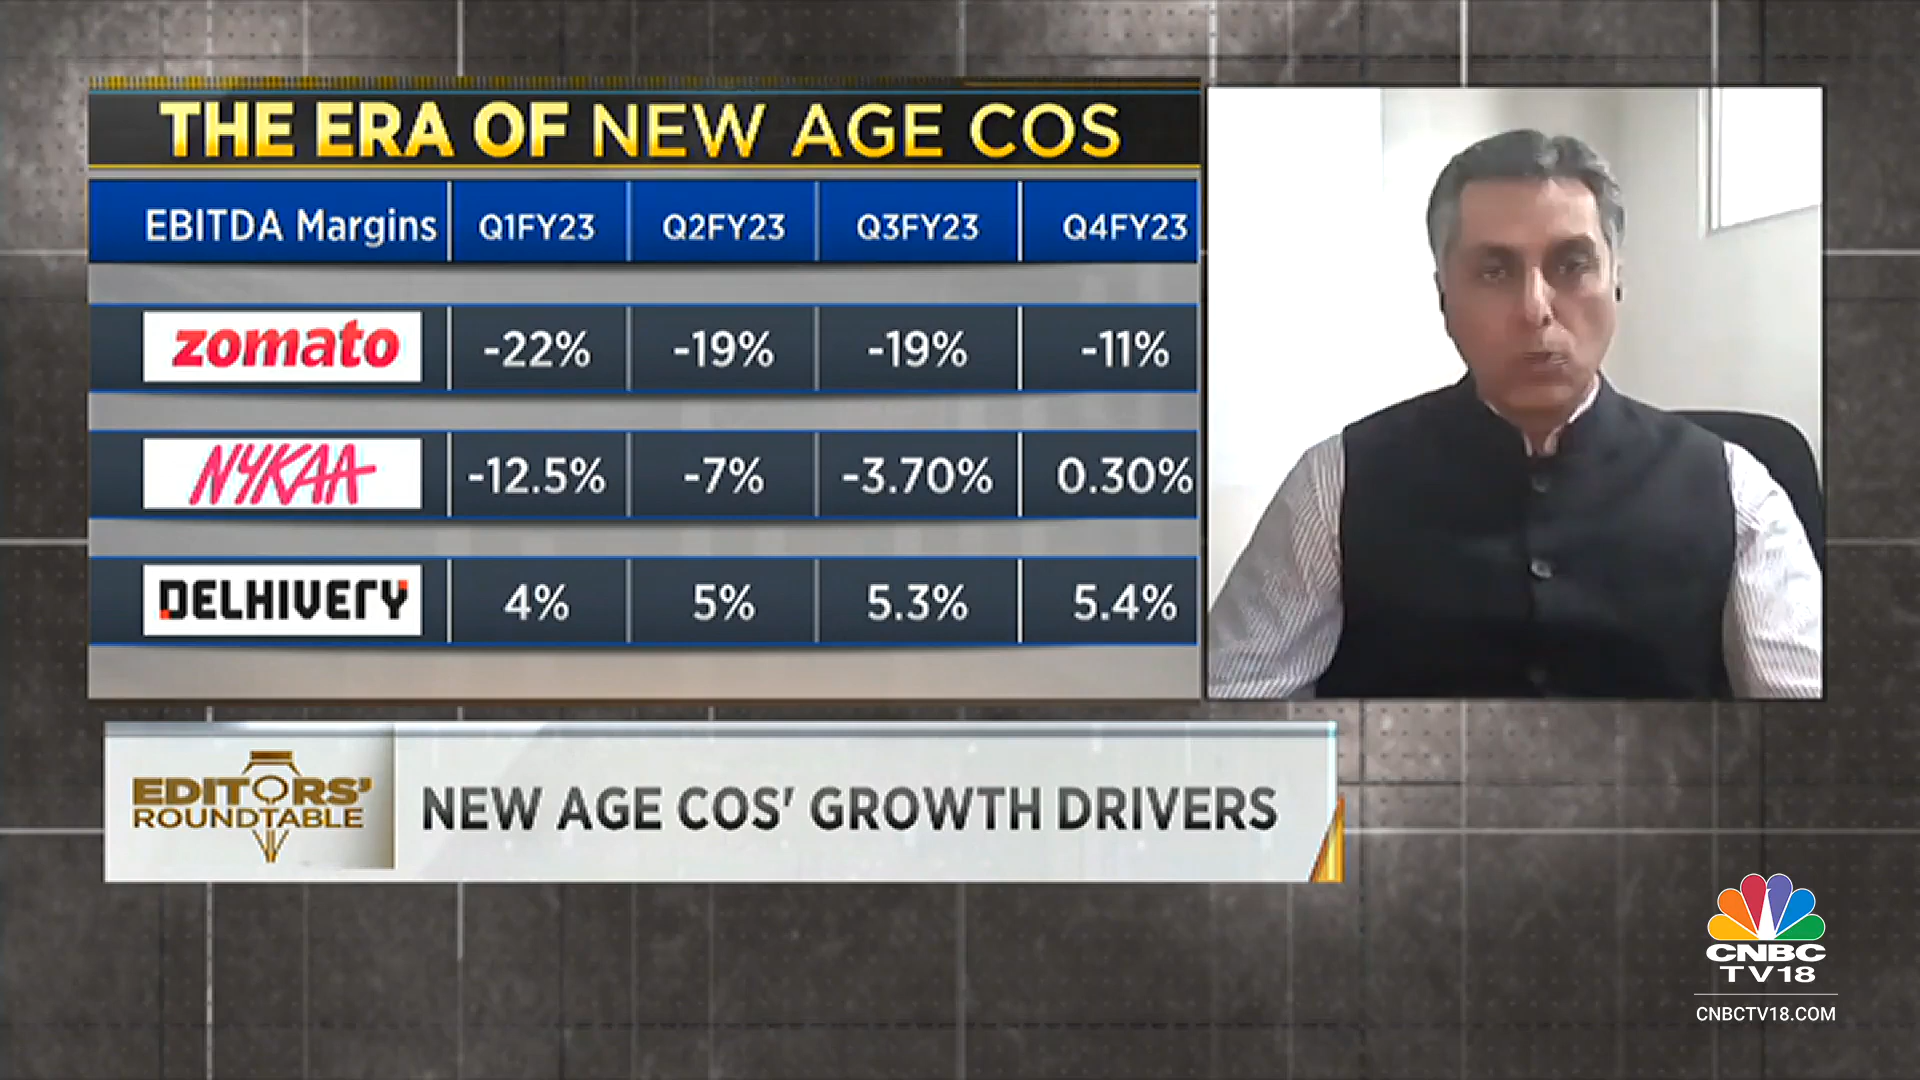 THE ERA OF NEW AGE COS
EBITDA Margins Q1FY23 Q2FY23 Q3FY23 Q4FY23
zomato -22% -19% -19% -11%
NYKAA -12.5% -7% -3.70% 0.30%
DELHIVERY 4% 5% 5.3% 5.4%
EDITORS'
ROUNDTABLE
NEW AGE COS' GROWTH DRIVERS
CNBC
TV18
CNBCTV18.COM